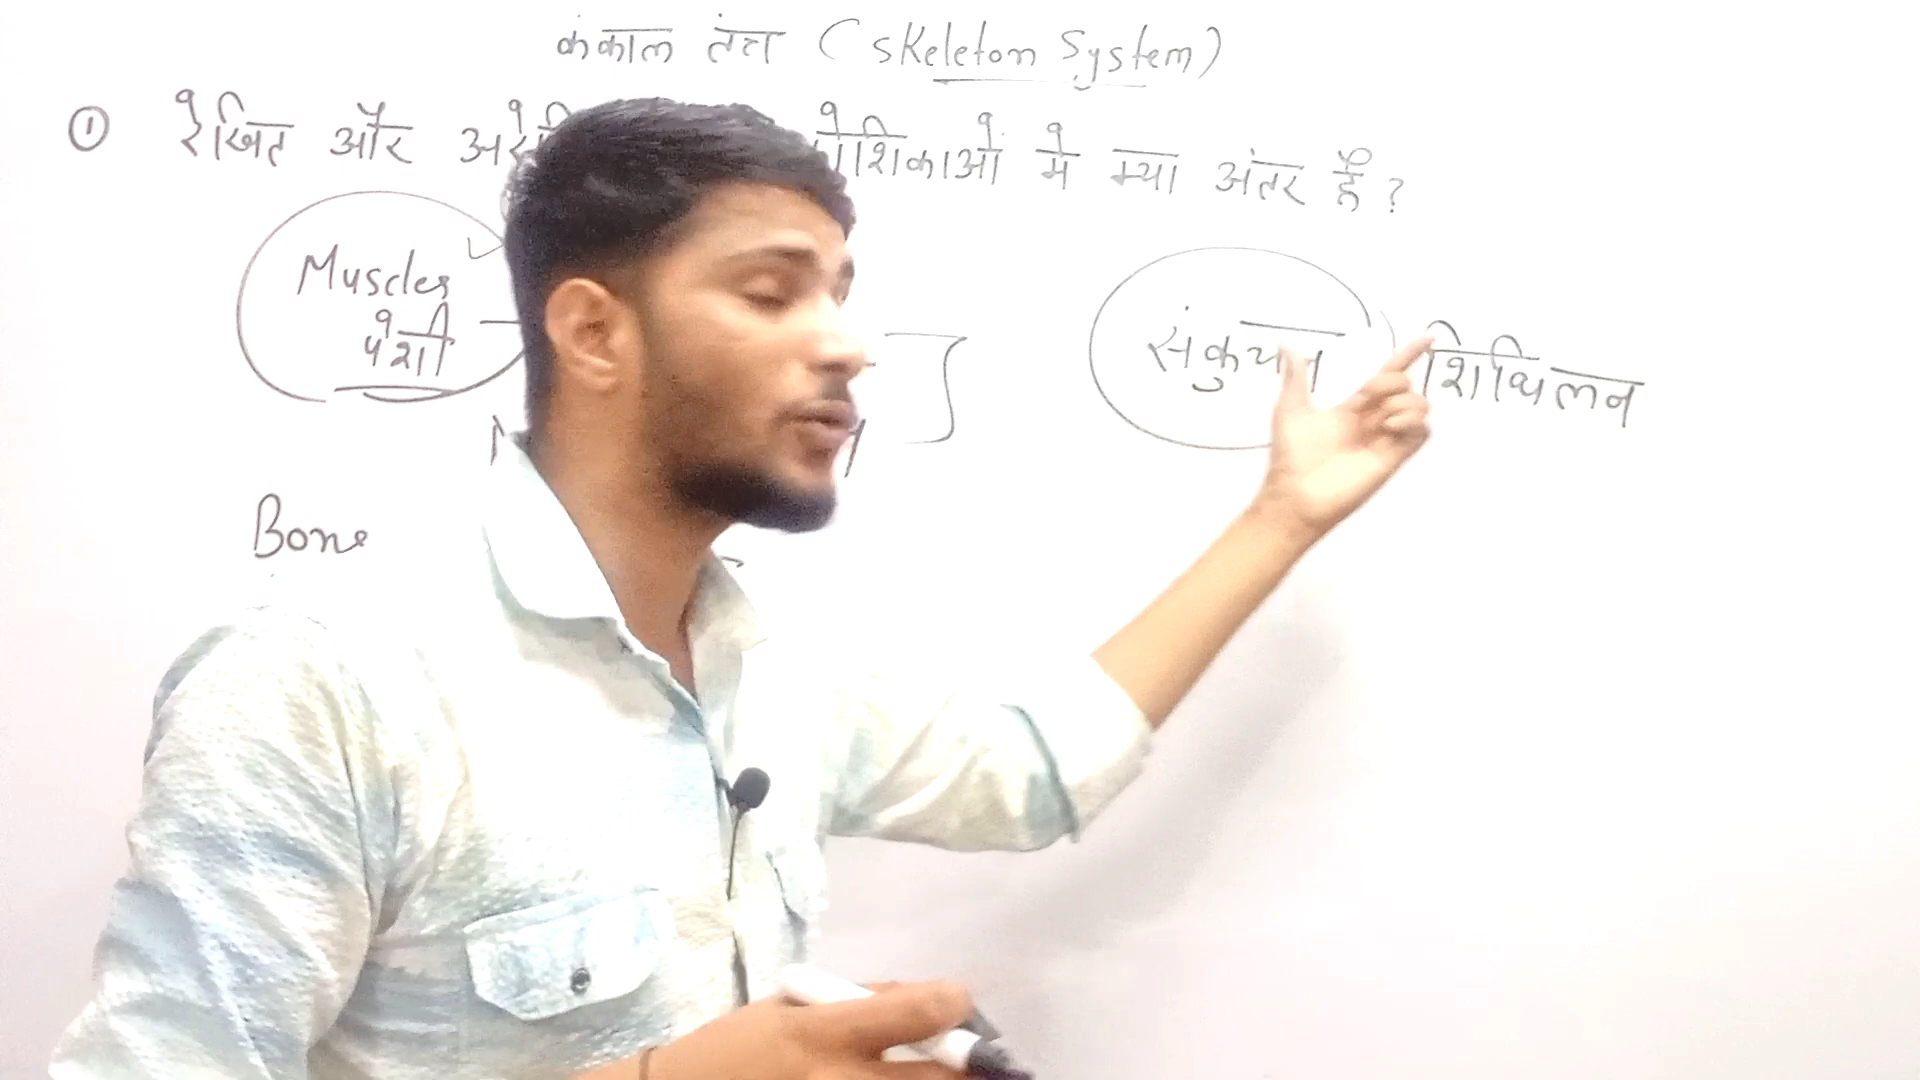 कंकाल तंत्र (Skeleton System)
① रेखित और पेशिकाओं में क्या अंतर है ?
Muscles
पेशी
संकुचन शिथिलन
Bone